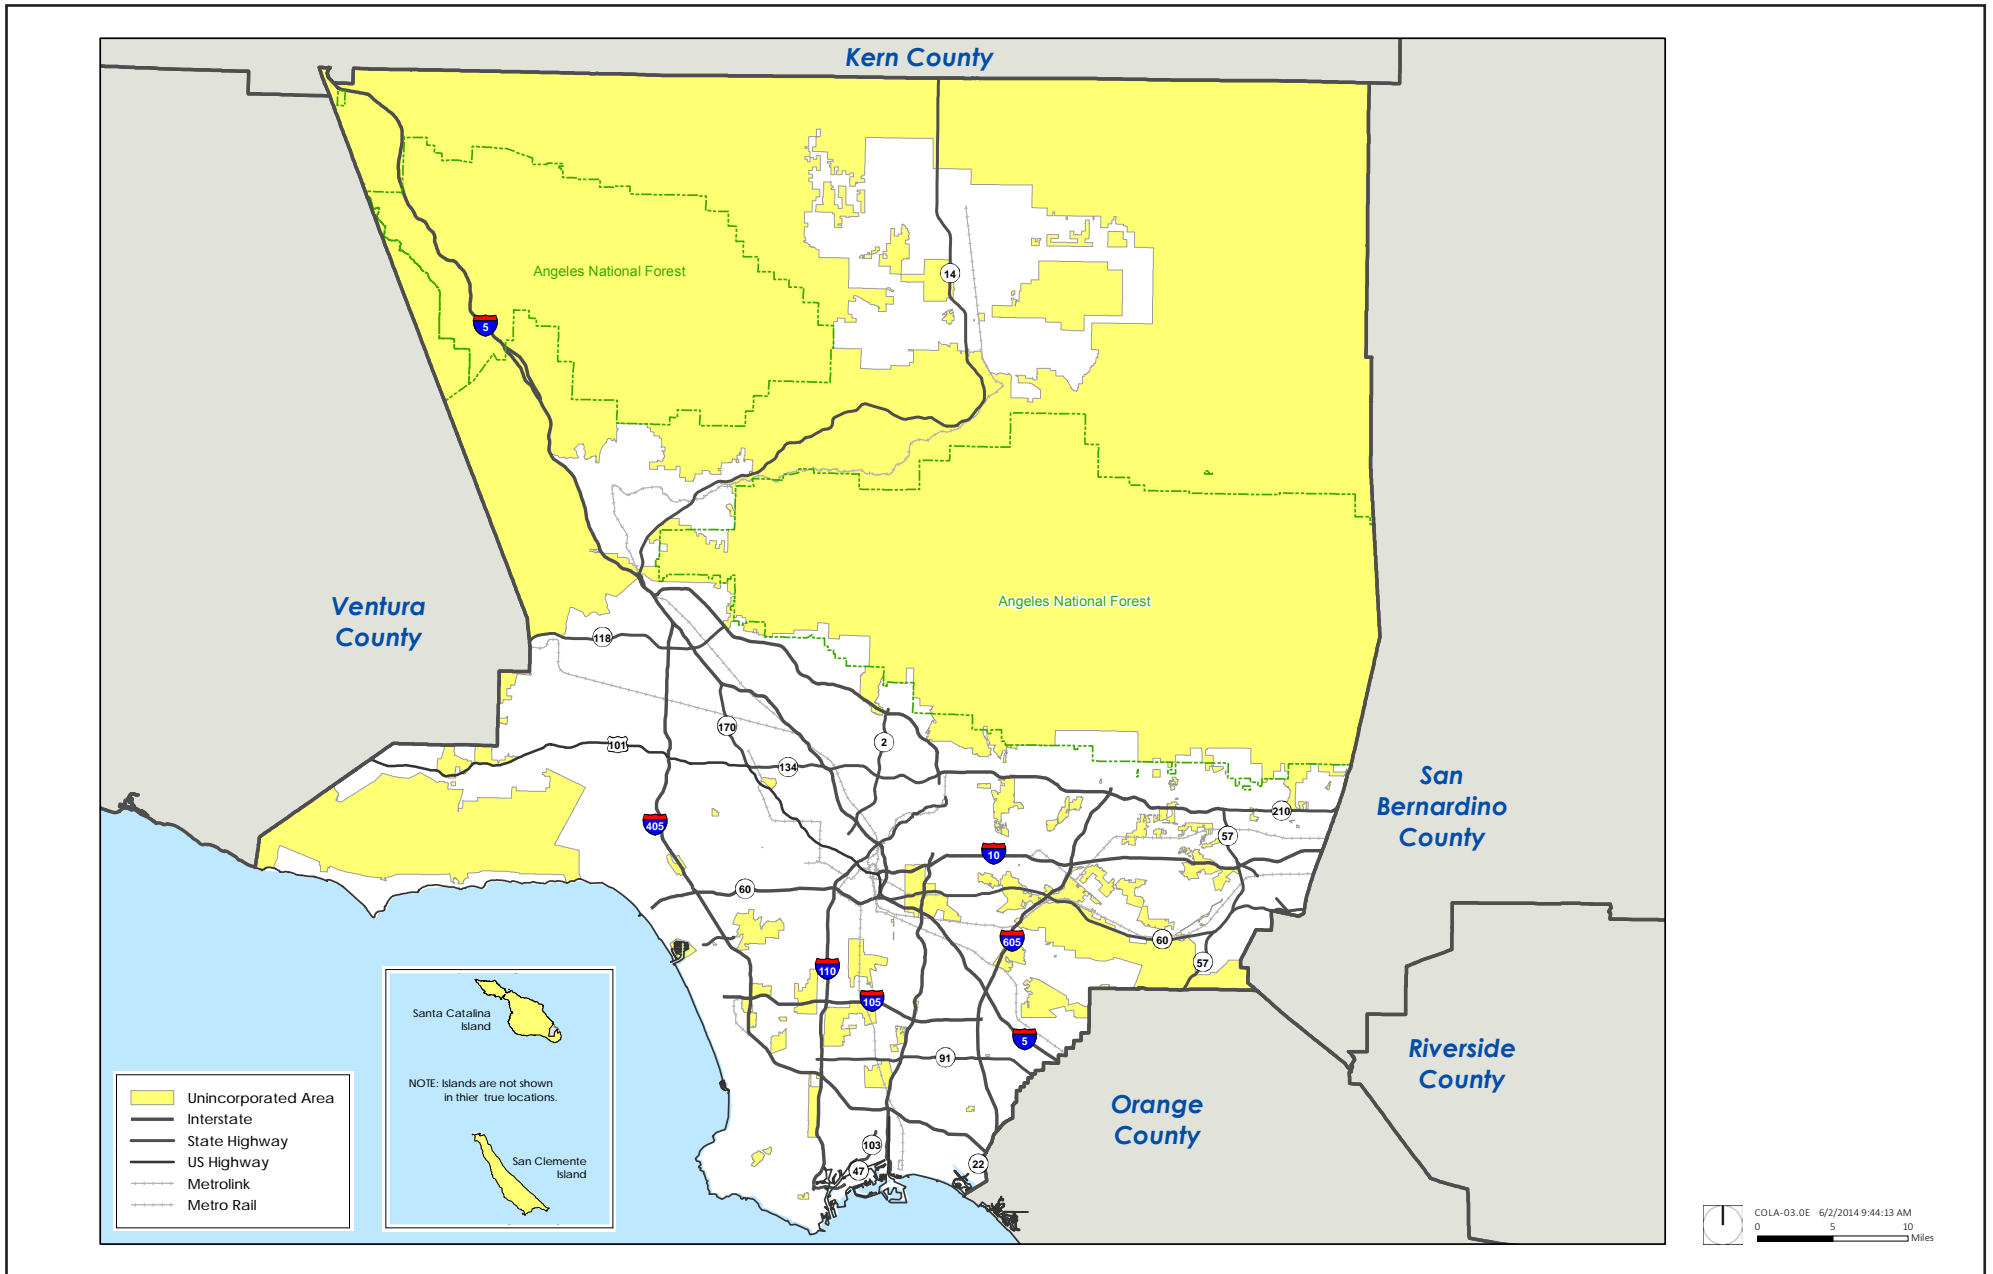 Kern County
14
Angeles National Forest
5
Ventura
County
Angeles National Forest
118
170
101
2
134
San
Bernardino
County
405
210
57
10
60
605
60
57
110
105
Santa Catalina
Island
5
Riverside
County
91
NOTE: Islands are not shown
in thier true locations.
Orange
County
Unincorporated Area
Interstate
State Highway
US Highway
Metrolink
Metro Rail
103
San Clemente
Island
22
47
COLA-03.0E 6/2/2014 9:44:13 AM
0 5 10
Miles